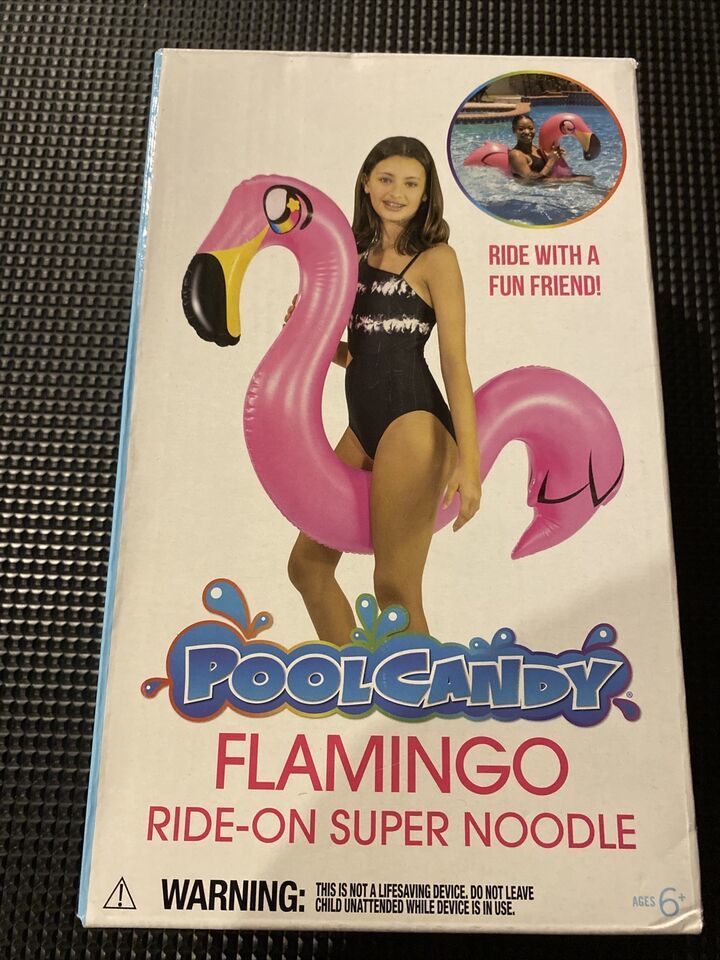 RIDE WITH A
FUN FRIEND!
POOLCANDY®
FLAMINGO
RIDE-ON SUPER NOODLE
WARNING: THIS IS NOT A LIFESAVING DEVICE. DO NOT LEAVE
CHILD UNATTENDED WHILE DEVICE IS IN USE.
AGES 6+